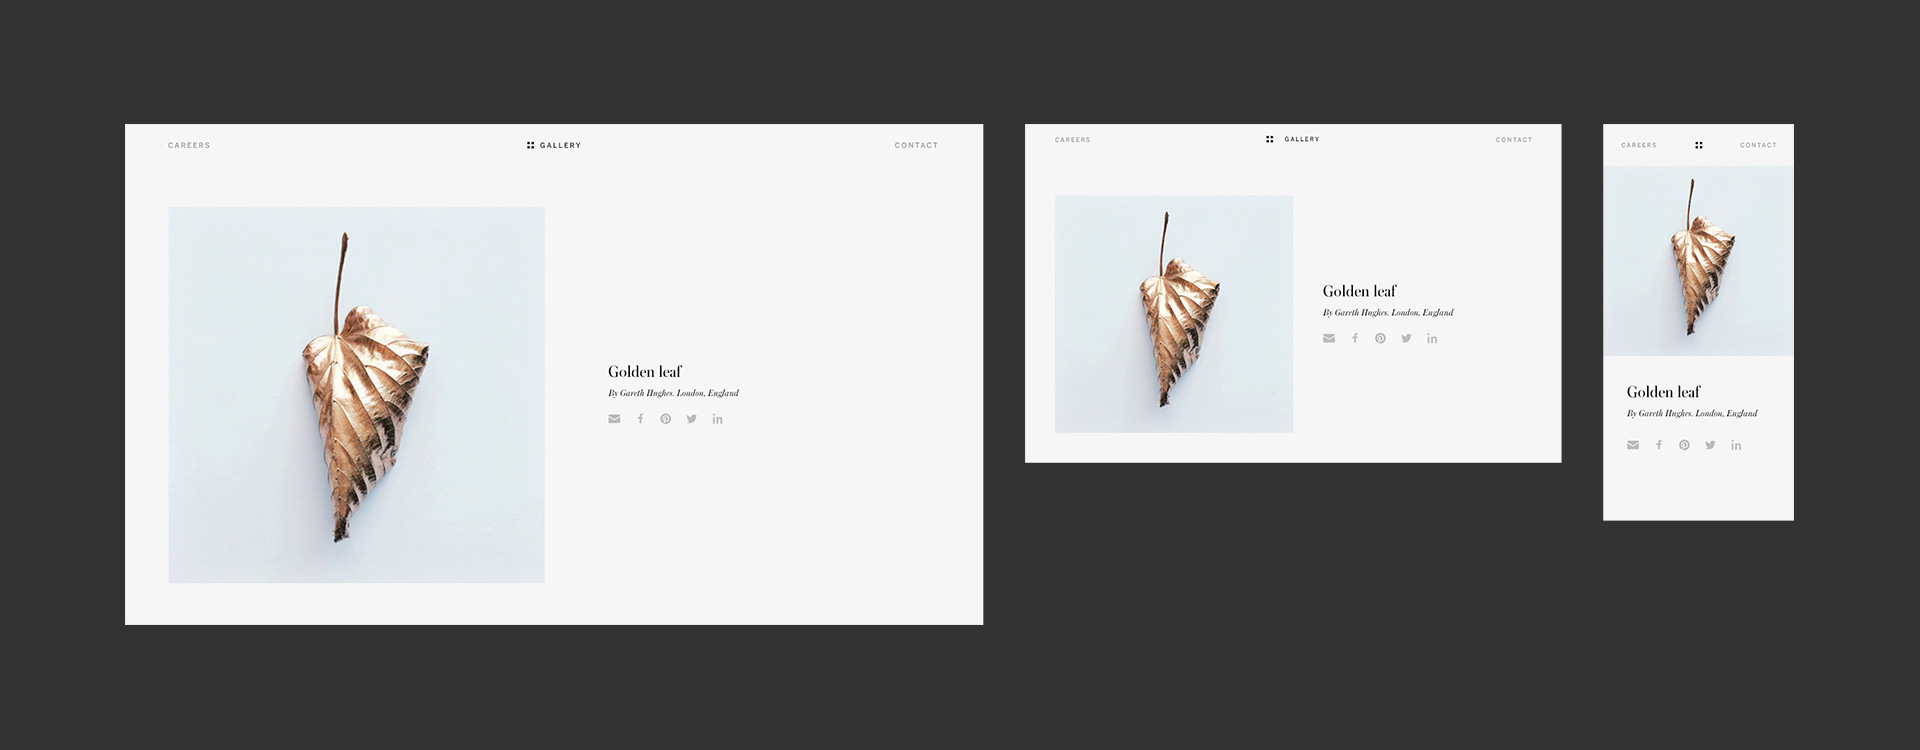 CAREERS
GALLERY
CONTACT
Golden leaf
By Gareth Hughes. London, England
in
CAREERS
GALLERY
CONTACT
Golden leaf
By Gareth Hughes. London, England
in
CAREERS
CONTACT
Golden leaf
By Gareth Hughes. London, England
in